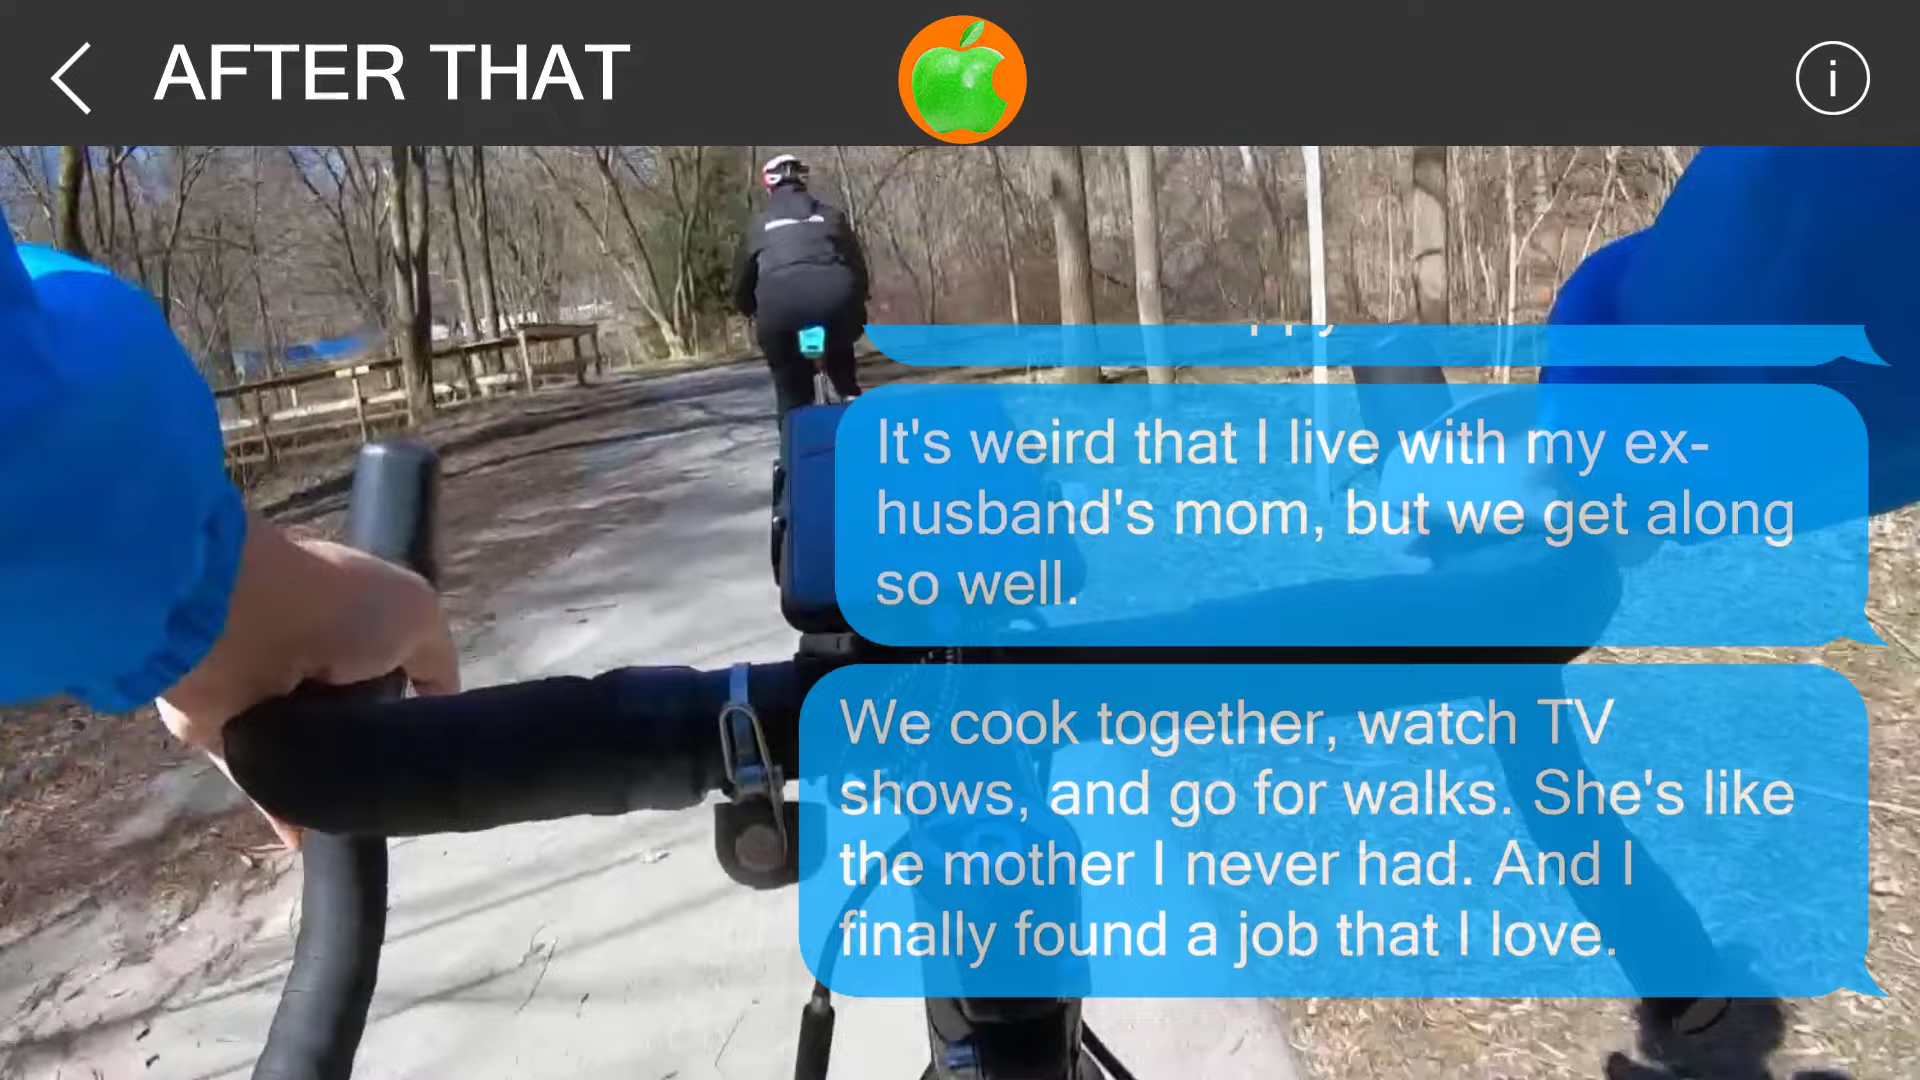 AFTER THAT
It's weird that I live with my ex-
husband's mom, but we get along
so well.
We cook together, watch TV
shows, and go for walks. She's like
the mother I never had. And I
finally found a job that I love.